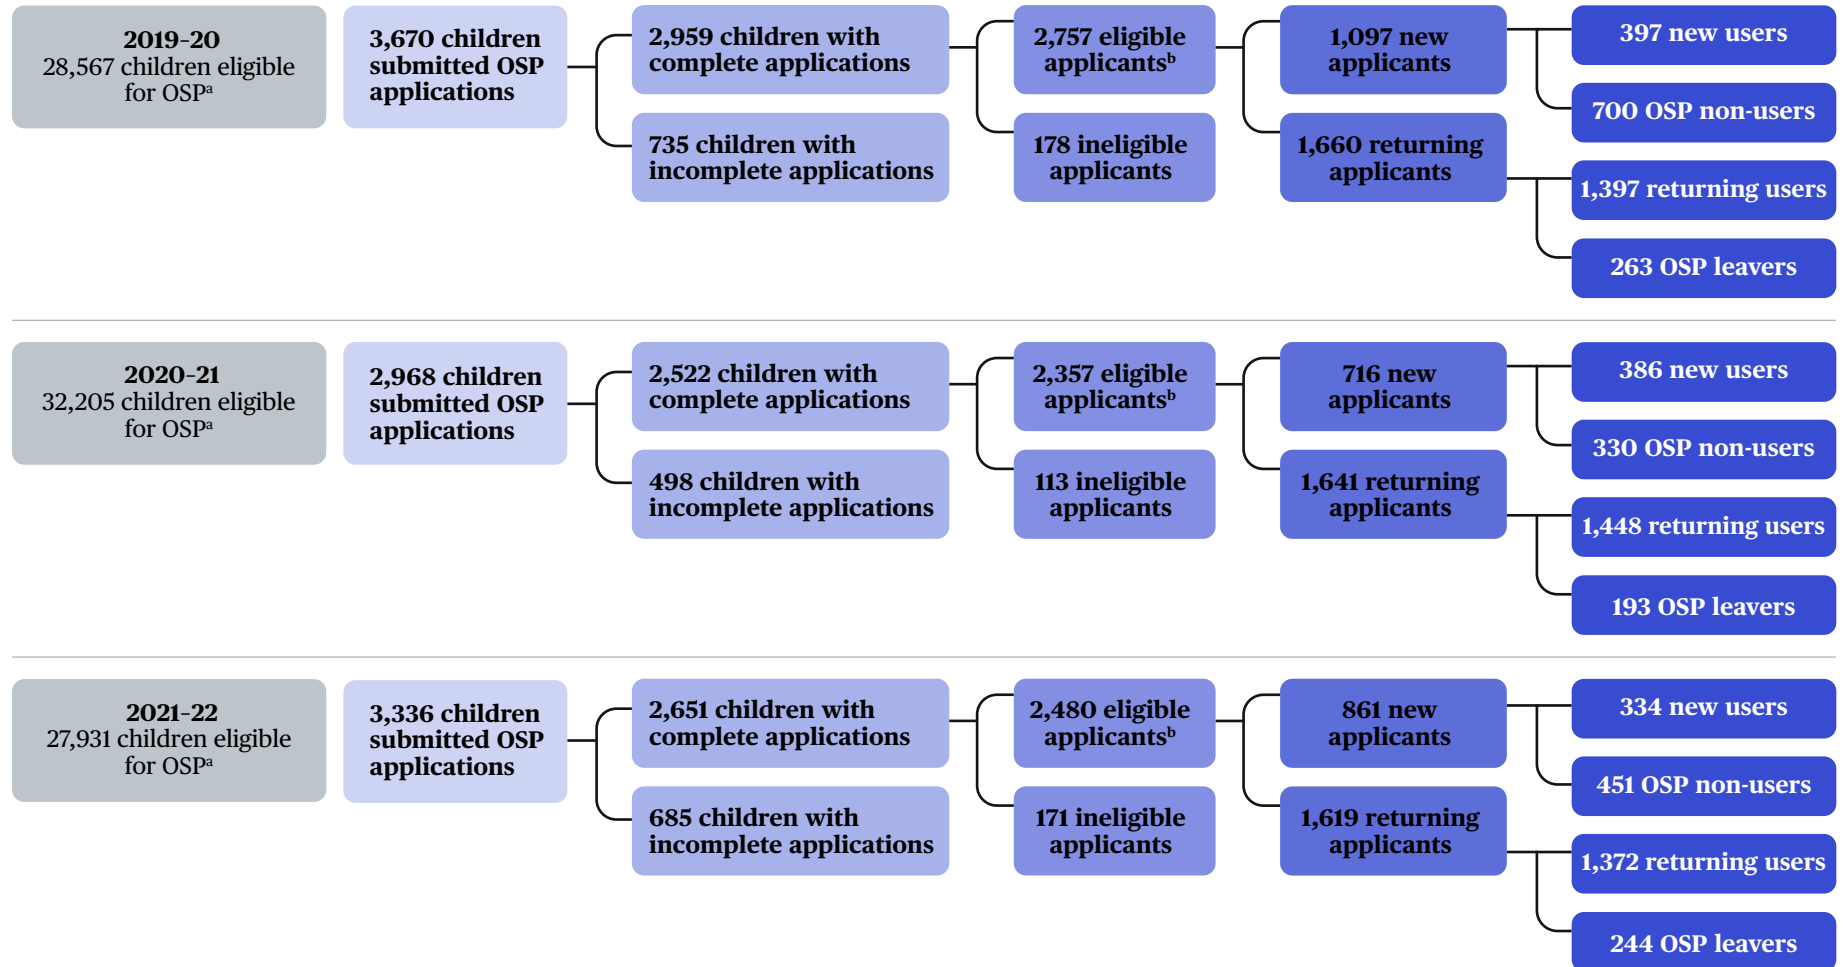 2019-20
28,567 children eligible
for OSPᵃ
3,670 children
submitted OSP
applications
2,959 children with
complete applications
735 children with
incomplete applications
2,757 eligible
applicantsᵇ
178 ineligible
applicants
1,097 new
applicants
1,660 returning
applicants
397 new users
700 OSP non-users
1,397 returning users
263 OSP leavers
2020-21
32,205 children eligible
for OSPᵃ
2,968 children
submitted OSP
applications
2,522 children with
complete applications
498 children with
incomplete applications
2,357 eligible
applicantsᵇ
113 ineligible
applicants
716 new
applicants
1,641 returning
applicants
386 new users
330 OSP non-users
1,448 returning users
193 OSP leavers
2021-22
27,931 children eligible
for OSPᵃ
3,336 children
submitted OSP
applications
2,651 children with
complete applications
685 children with
incomplete applications
2,480 eligible
applicantsᵇ
171 ineligible
applicants
861 new
applicants
1,619 returning
applicants
334 new users
451 OSP non-users
1,372 returning users
244 OSP leavers